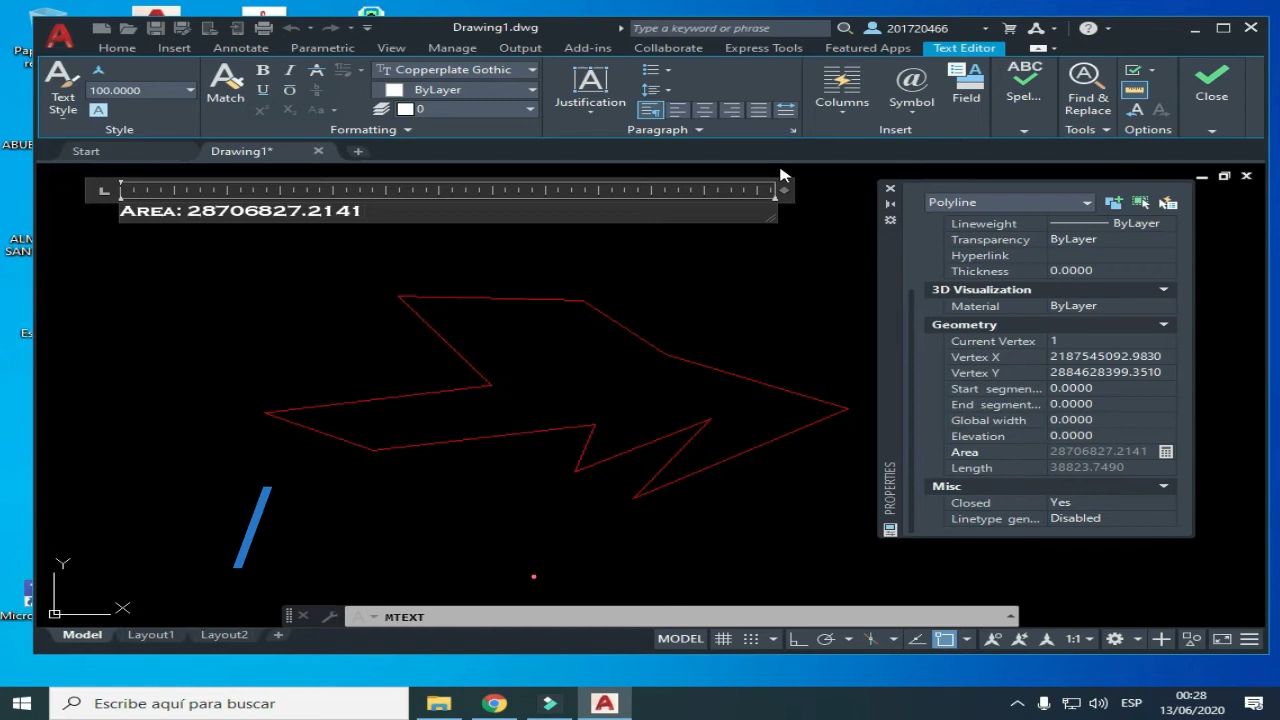 Drawing1.dwg
Type a keyword or phrase
201720466
Home Insert Annotate Parametric View Manage Output Add-ins Collaborate Express Tools Featured Apps Text Editor
Text Style
100.0000
Style
Match
Copperplate Gothic
ByLayer
0
Formatting
Justification
Paragraph
Columns
Symbol
Field
Insert
ABC
Spel...
Find & Replace
Tools
Options
Close
Start
Drawing1*
AREA: 28706827.2141
Polyline
Lineweight ByLayer
Transparency ByLayer
Hyperlink
Thickness 0.0000
3D Visualization
Material ByLayer
Geometry
Current Vertex 1
Vertex X 2187545092.9830
Vertex Y 2884628399.3510
Start segmen... 0.0000
End segment... 0.0000
Global width 0.0000
Elevation 0.0000
Area 28706827.2141
Length 38823.7490
Misc
Closed Yes
Linetype gen... Disabled
PROPERTIES
Y
X
MTEXT
Model Layout1 Layout2
MODEL
1:1
Escribe aquí para buscar
ESP
00:28
13/06/2020